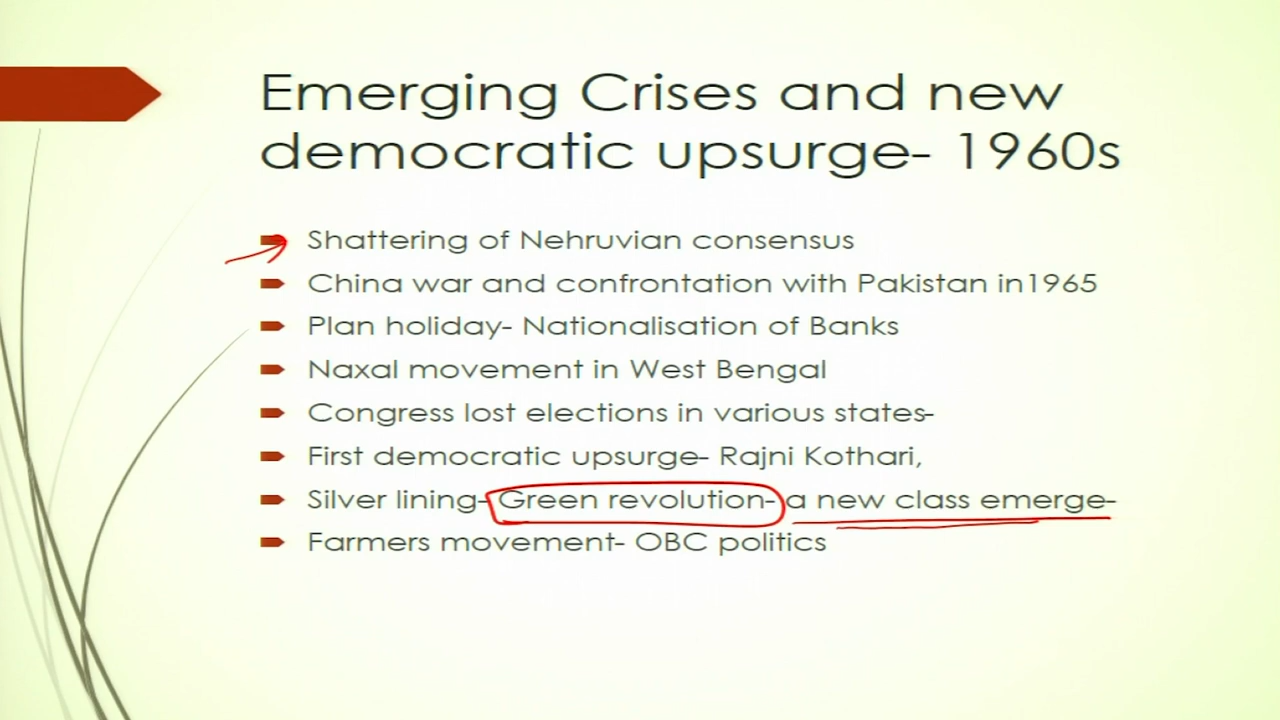 Emerging Crises and new
democratic upsurge- 1960s
Shattering of Nehruvian consensus
China war and confrontation with Pakistan in1965
Plan holiday- Nationalisation of Banks
Naxal movement in West Bengal
Congress lost elections in various states-
First democratic upsurge- Rajni Kothari,
Silver lining- Green revolution- a new class emerge-
Farmers movement- OBC politics